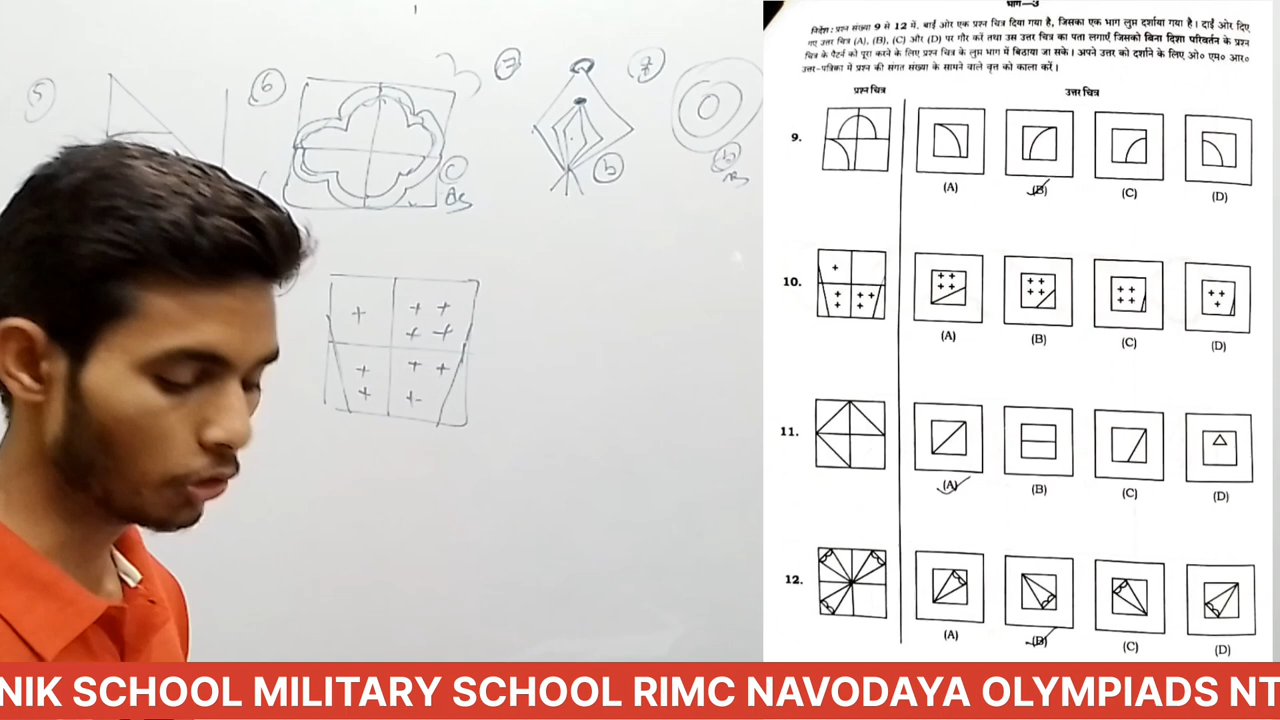 भाग—3
निर्देश : प्रश्न संख्या 9 से 12 में, बाईं ओर एक प्रश्न चित्र दिया गया है, जिसका एक भाग लुप्त दर्शाया गया है। दाईं ओर दिए
गए उत्तर चित्र (A), (B), (C) और (D) पर गौर करें तथा उस उत्तर चित्र का पता लगाएँ जिसको बिना दिशा परिवर्तन के प्रश्न
चित्र के पैटर्न को पूरा करने के लिए प्रश्न चित्र के लुप्त भाग में बिठाया जा सके। अपने उत्तर को दर्शाने के लिए ओ० एम० आर०
उत्तर-पत्रिका में प्रश्न की संगत संख्या के सामने वाले वृत्त को काला करें।
प्रश्न चित्र उत्तर चित्र
9.
(A) (B) (C) (D)
10.
(A) (B) (C) (D)
11.
(A) (B) (C) (D)
12.
(A) (B) (C) (D)
5 6 7
C
b
NIK SCHOOL MILITARY SCHOOL RIMC NAVODAYA OLYMPIADS NT